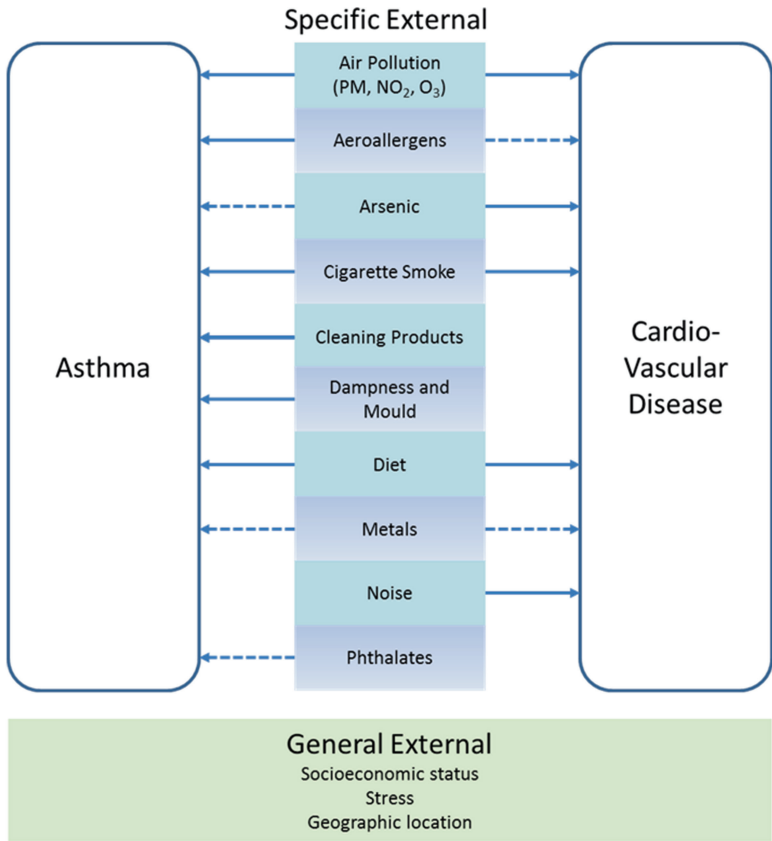 Specific External
Air Pollution
(PM, NO₂, O₃)
Aeroallergens
Arsenic
Cigarette Smoke
Cleaning Products
Dampness and
Mould
Diet
Metals
Noise
Phthalates
Asthma
Cardio-
Vascular
Disease
General External
Socioeconomic status
Stress
Geographic location